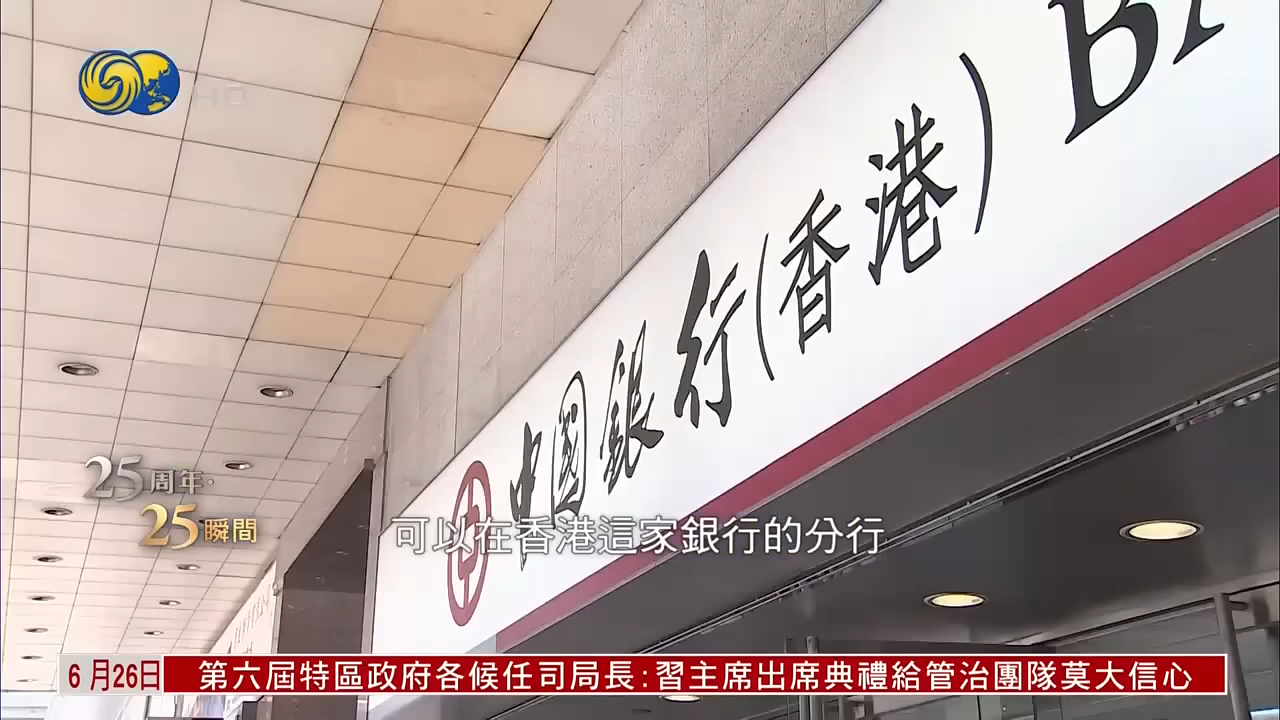 HD
中國銀行(香港)
25周年·
25瞬間
可以在香港這家銀行的分行
6月26日
第六屆特區政府各候任司局長:習主席出席典禮給管治團隊莫大信心